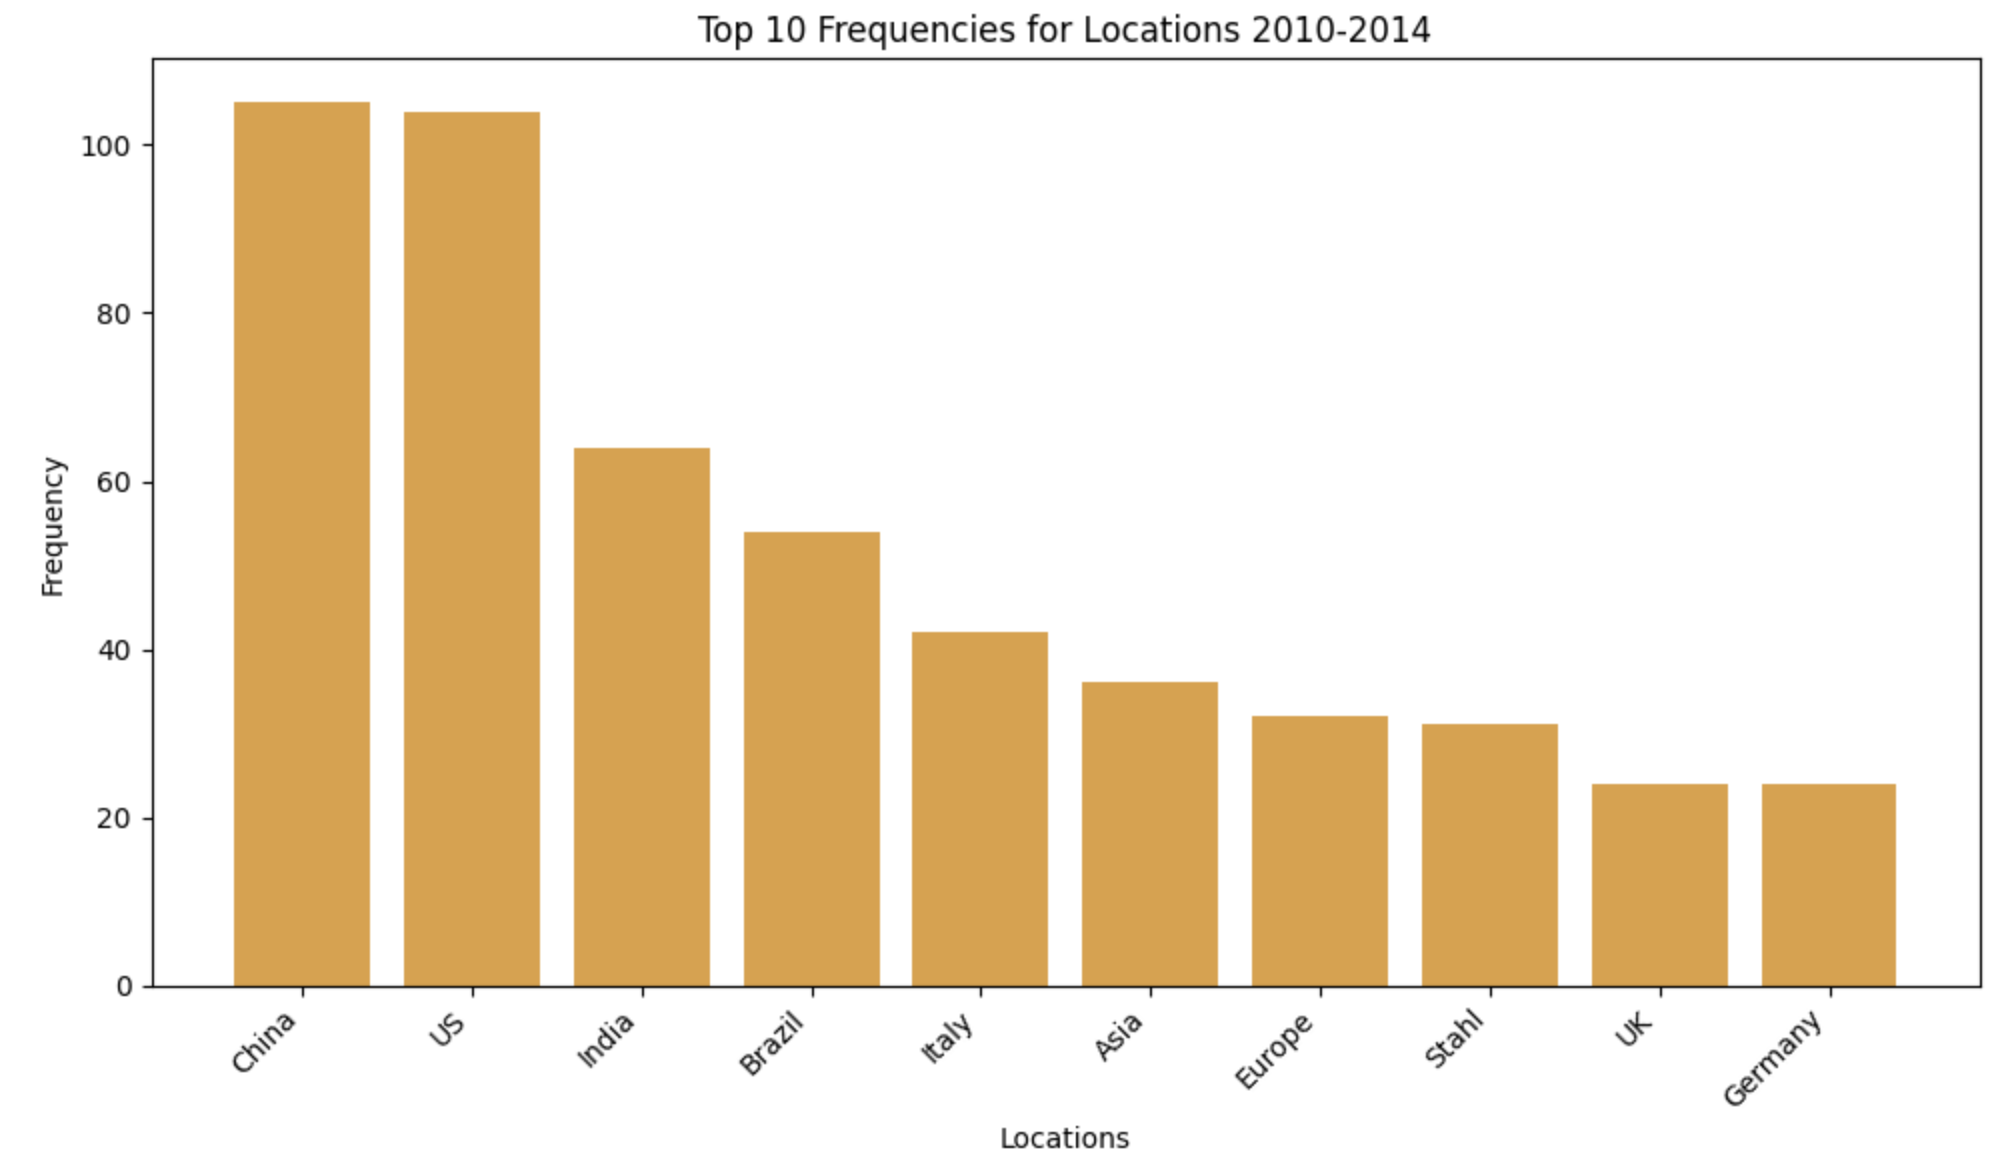 Top 10 Frequencies for Locations 2010-2014
Frequency
100
80
60
40
20
0
China
US
India
Brazil
Italy
Asia
Europe
Stahl
UK
Germany
Locations